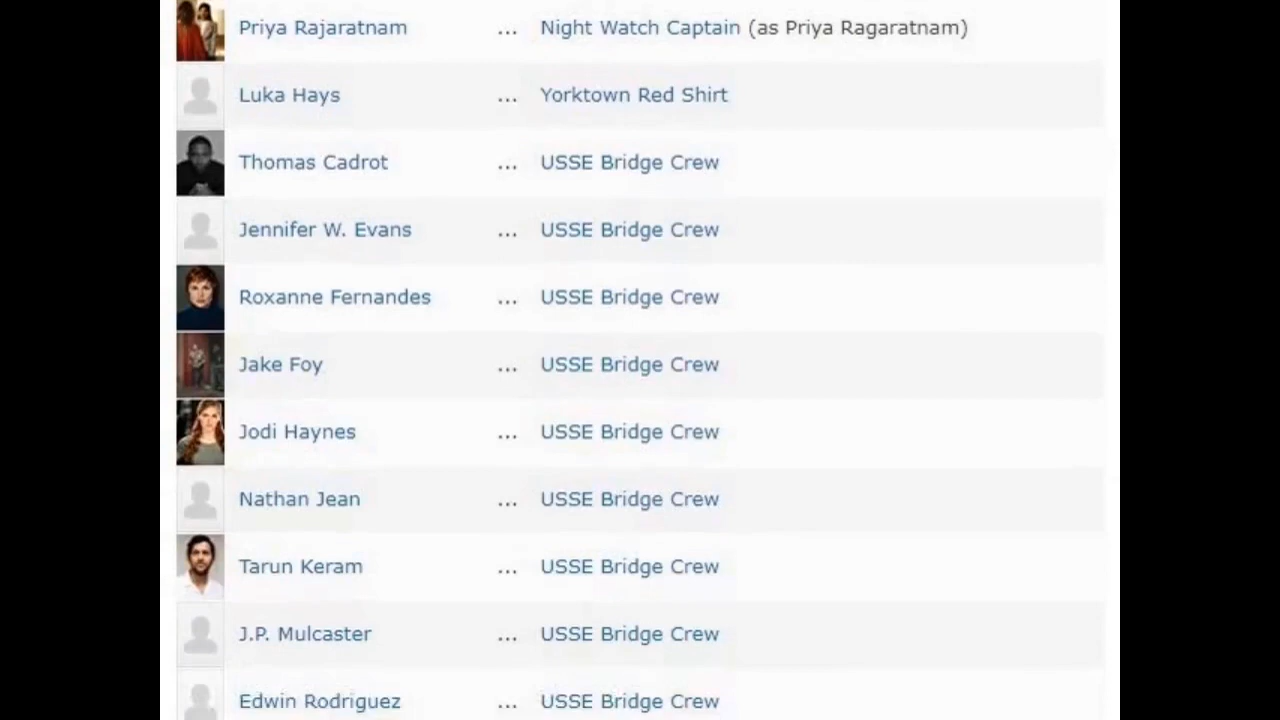 Priya Rajaratnam ... Night Watch Captain (as Priya Ragaratnam)
Luka Hays ... Yorktown Red Shirt
Thomas Cadrot ... USSE Bridge Crew
Jennifer W. Evans ... USSE Bridge Crew
Roxanne Fernandes ... USSE Bridge Crew
Jake Foy ... USSE Bridge Crew
Jodi Haynes ... USSE Bridge Crew
Nathan Jean ... USSE Bridge Crew
Tarun Keram ... USSE Bridge Crew
J.P. Mulcaster ... USSE Bridge Crew
Edwin Rodriguez ... USSE Bridge Crew